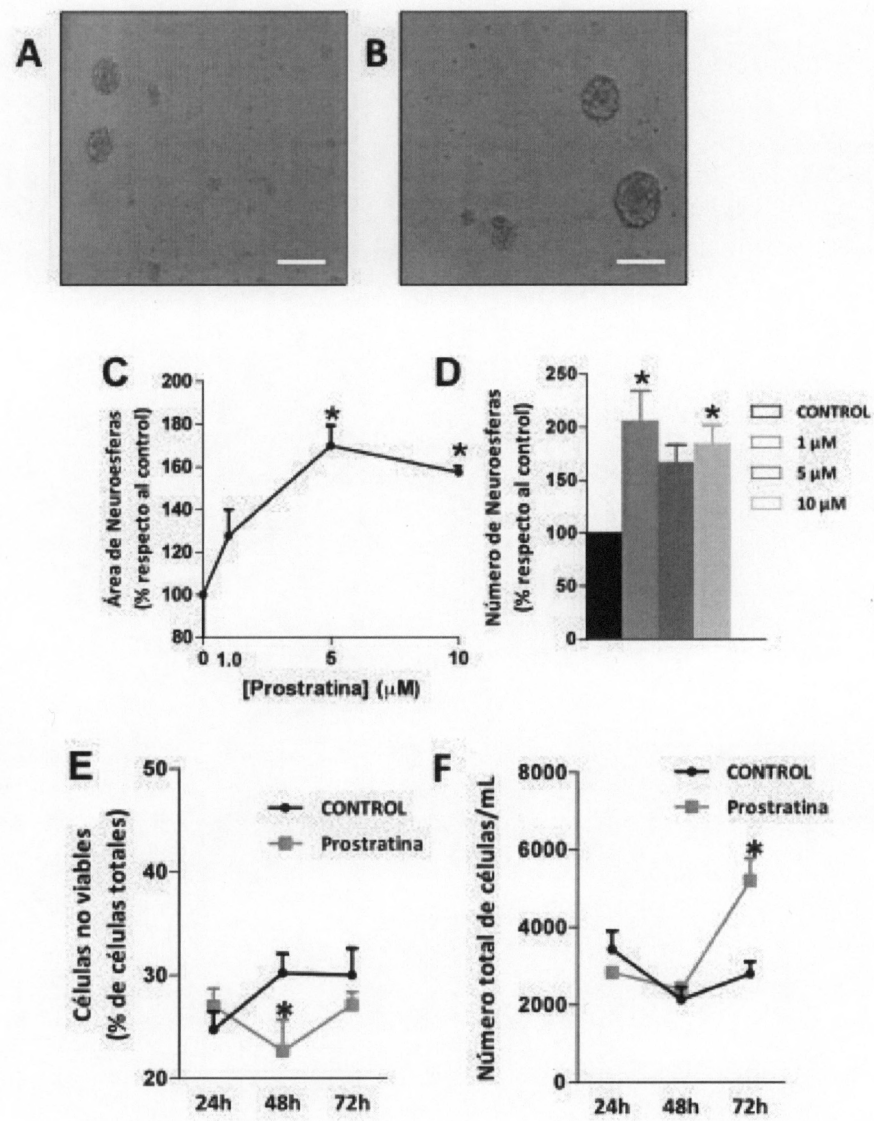 A
B
C
Área de Neuroesferas
(% respecto al control)
200
180
160
140
120
100
80
*
*
0
1.0
5
10
[Prostratina] (μM)
D
Número de Neuroesferas
(% respecto al control)
250
200
150
100
50
0
*
*
CONTROL
1 μM
5 μM
10 μM
E
Células no viables
(% de células totales)
50
40
30
20
CONTROL
Prostratina
*
24h
48h
72h
F
Número total de células/mL
8000
6000
4000
2000
0
CONTROL
Prostratina
*
24h
48h
72h